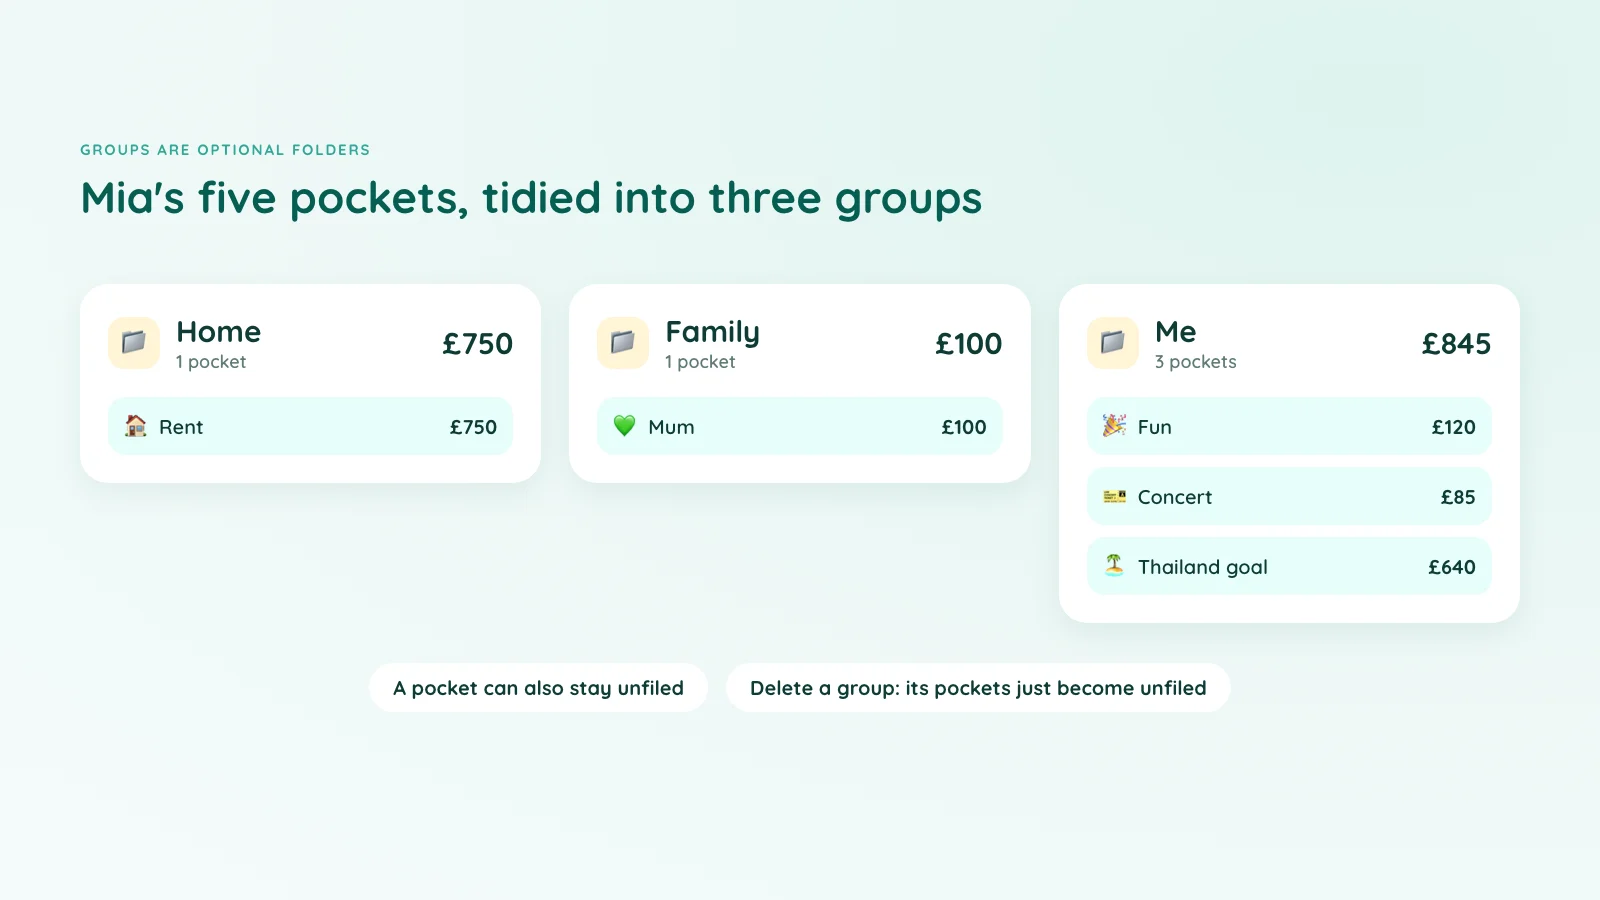 GROUPS ARE OPTIONAL FOLDERS
Mia's five pockets, tidied into three groups
Home
1 pocket
£750
Rent
£750
Family
1 pocket
£100
Mum
£100
Me
3 pockets
£845
Fun
£120
Concert
£85
Thailand goal
£640
A pocket can also stay unfiled
Delete a group: its pockets just become unfiled